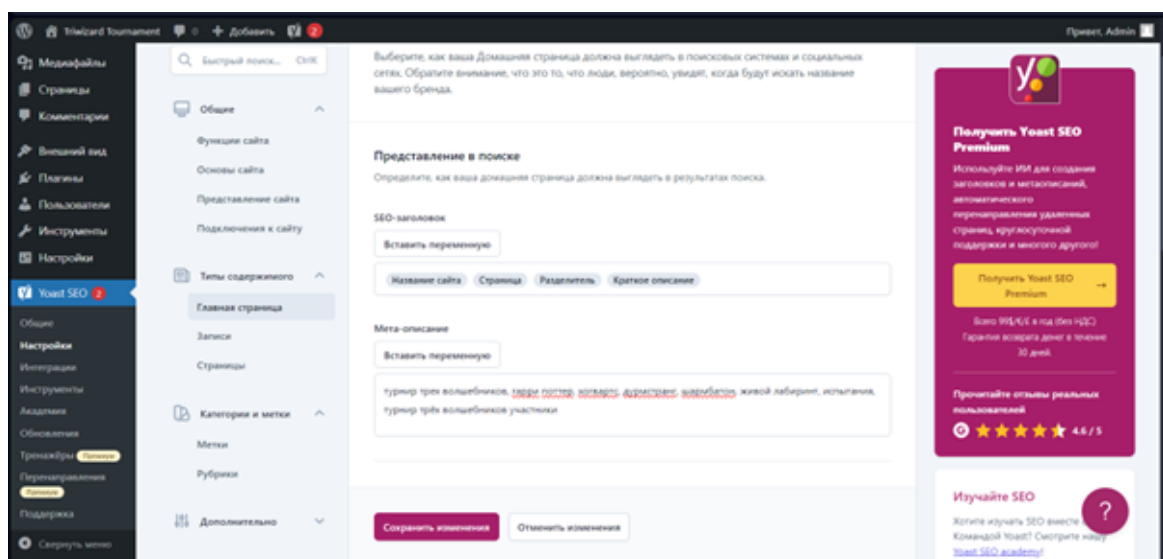 Triwizard Tournament 0 + Добавить 2 Привет, Admin
Медиафайлы
Страницы
Комментарии
Внешний вид
Плагины
Пользователи
Инструменты
Настройки
Yoast SEO 2
Общие
Настройки
Интеграции
Инструменты
Академия
Обновления
Тренажёры Премиум
Перенаправления
Премиум
Поддержка
Свернуть меню
Быстрый поиск... CtrlK
Общие
Функции сайта
Основы сайта
Представление сайта
Подключения к сайту
Типы содержимого
Главная страница
Записи
Страницы
Категории и метки
Метки
Рубрики
Дополнительно
Выберите, как ваша Домашняя страница должна выглядеть в поисковых системах и социальных
сетях. Обратите внимание, что это то, что люди, вероятно, увидят, когда будут искать название
вашего бренда.
Представление в поиске
Определите, как ваша домашняя страница должна выглядеть в результатах поиска.
SEO-заголовок
Вставить переменную
Название сайта Страница Разделитель Краткое описание
Мета-описание
Вставить переменную
турнир трех волшебников, гарри поттер, хогвартс, дурмстранг, шармбатон, живой лабиринт, испытания,
турнир трёх волшебников участники
Сохранить изменения Отменить изменения
Получить Yoast SEO
Premium
Используйте ИИ для создания
заголовков и метаописаний,
автоматического
перенаправления удаленных
страниц, круглосуточной
поддержки и многого другого!
Получить Yoast SEO
Premium →
Всего 99$/€/£ в год (без НДС)
Гарантия возврата денег в течение
30 дней.
Прочитайте отзывы реальных
пользователей
G 4.6 / 5
Изучайте SEO
Хотите изучать SEO вместе с
Командой Yoast? Смотрите нашу
Yoast SEO academy!
?